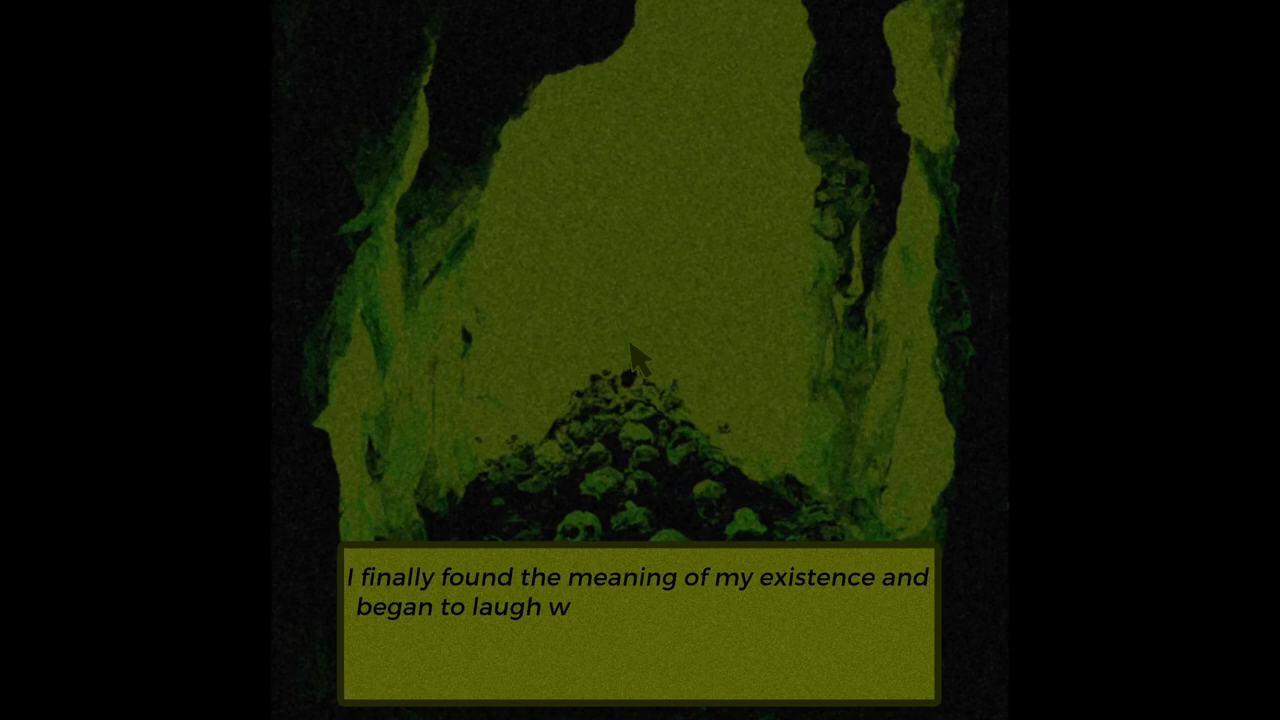 I finally found the meaning of my existence and
began to laugh w